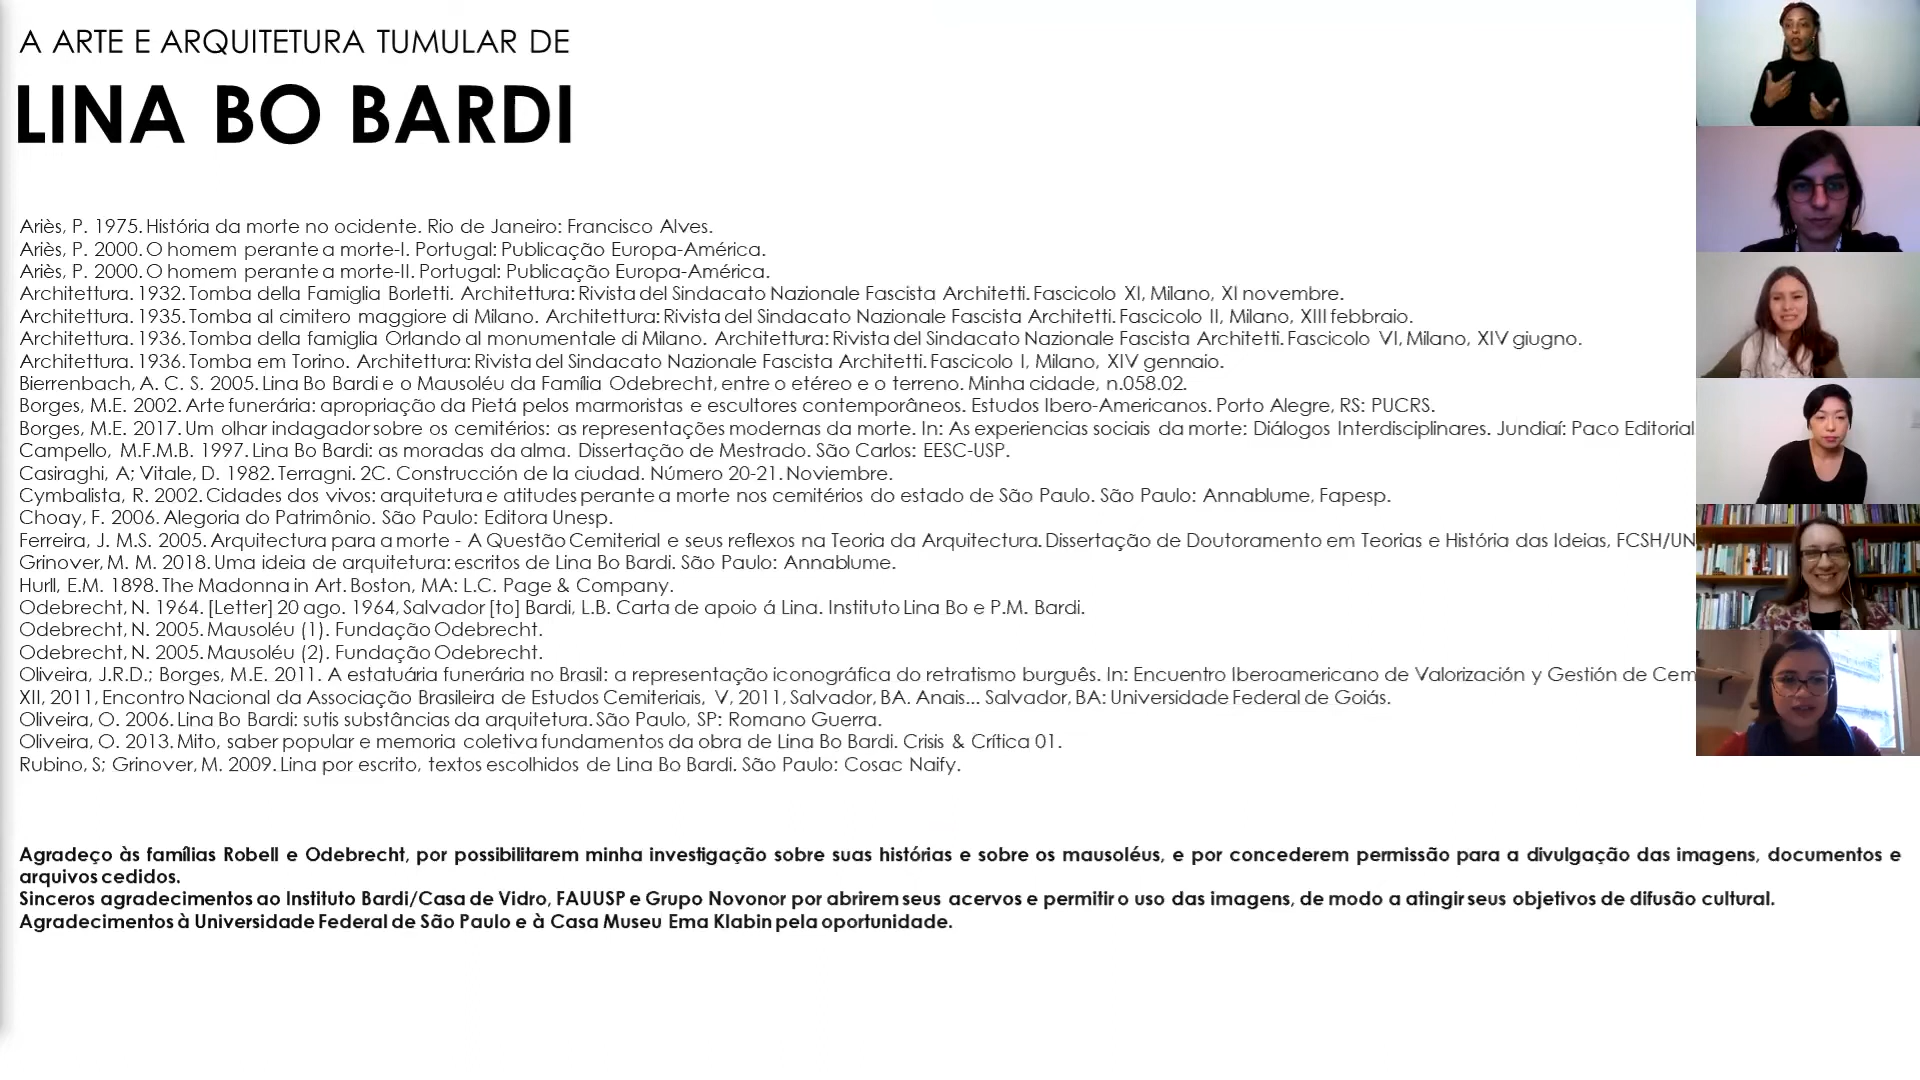 A ARTE E ARQUITETURA TUMULAR DE
LINA BO BARDI
Ariès, P. 1975. História da morte no ocidente. Rio de Janeiro: Francisco Alves.
Ariès, P. 2000. O homem perante a morte-I. Portugal: Publicação Europa-América.
Ariès, P. 2000. O homem perante a morte-II. Portugal: Publicação Europa-América.
Architettura. 1932. Tomba della Famiglia Borletti. Architettura: Rivista del Sindacato Nazionale Fascista Architetti. Fascicolo XI, Milano, XI novembre.
Architettura. 1935. Tomba al cimitero maggiore di Milano. Architettura: Rivista del Sindacato Nazionale Fascista Architetti. Fascicolo II, Milano, XIII febbraio.
Architettura. 1936. Tomba della famiglia Orlando al monumentale di Milano. Architettura: Rivista del Sindacato Nazionale Fascista Architetti. Fascicolo VI, Milano, XIV giugno.
Architettura. 1936. Tomba em Torino. Architettura: Rivista del Sindacato Nazionale Fascista Architetti. Fascicolo I, Milano, XIV gennaio.
Bierrenbach, A. C. S. 2005. Lina Bo Bardi e o Mausoléu da Família Odebrecht, entre o etéreo e o terreno. Minha cidade, n.058.02.
Borges, M.E. 2002. Arte funerária: apropriação da Pietá pelos marmoristas e escultores contemporâneos. Estudos Ibero-Americanos. Porto Alegre, RS: PUCRS.
Borges, M.E. 2017. Um olhar indagador sobre os cemitérios: as representações modernas da morte. In: As experiencias sociais da morte: Diálogos Interdisciplinares. Jundiaí: Paco Editorial
Campello, M.F.M.B. 1997. Lina Bo Bardi: as moradas da alma. Dissertação de Mestrado. São Carlos: EESC-USP.
Casiraghi, A; Vitale, D. 1982. Terragni. 2C. Construcción de la ciudad. Número 20-21. Noviembre.
Cymbalista, R. 2002. Cidades dos vivos: arquitetura e atitudes perante a morte nos cemitérios do estado de São Paulo. São Paulo: Annablume, Fapesp.
Choay, F. 2006. Alegoria do Patrimônio. São Paulo: Editora Unesp.
Ferreira, J. M.S. 2005. Arquitectura para a morte - A Questão Cemiterial e seus reflexos na Teoria da Arquitectura. Dissertação de Doutoramento em Teorias e História das Ideias, FCSH/UN
Grinover, M. M. 2018. Uma ideia de arquitetura: escritos de Lina Bo Bardi. São Paulo: Annablume.
Hurll, E.M. 1898. The Madonna in Art. Boston, MA: L.C. Page & Company.
Odebrecht, N. 1964. [Letter] 20 ago. 1964, Salvador [to] Bardi, L.B. Carta de apoio á Lina. Instituto Lina Bo e P.M. Bardi.
Odebrecht, N. 2005. Mausoléu (1). Fundação Odebrecht.
Odebrecht, N. 2005. Mausoléu (2). Fundação Odebrecht.
Oliveira, J.R.D.; Borges, M.E. 2011. A estatuária funerária no Brasil: a representação iconográfica do retratismo burguês. In: Encuentro Iberoamericano de Valorización y Gestión de Cem
XII, 2011, Encontro Nacional da Associação Brasileira de Estudos Cemiteriais, V, 2011, Salvador, BA. Anais... Salvador, BA: Universidade Federal de Goiás.
Oliveira, O. 2006. Lina Bo Bardi: sutis substâncias da arquitetura. São Paulo, SP: Romano Guerra.
Oliveira, O. 2013. Mito, saber popular e memoria coletiva fundamentos da obra de Lina Bo Bardi. Crisis & Crítica 01.
Rubino, S; Grinover, M. 2009. Lina por escrito, textos escolhidos de Lina Bo Bardi. São Paulo: Cosac Naify.
Agradeço às famílias Robell e Odebrecht, por possibilitarem minha investigação sobre suas histórias e sobre os mausoléus, e por concederem permissão para a divulgação das imagens, documentos e
arquivos cedidos.
Sinceros agradecimentos ao Instituto Bardi/Casa de Vidro, FAUUSP e Grupo Novonor por abrirem seus acervos e permitir o uso das imagens, de modo a atingir seus objetivos de difusão cultural.
Agradecimentos à Universidade Federal de São Paulo e à Casa Museu Ema Klabin pela oportunidade.